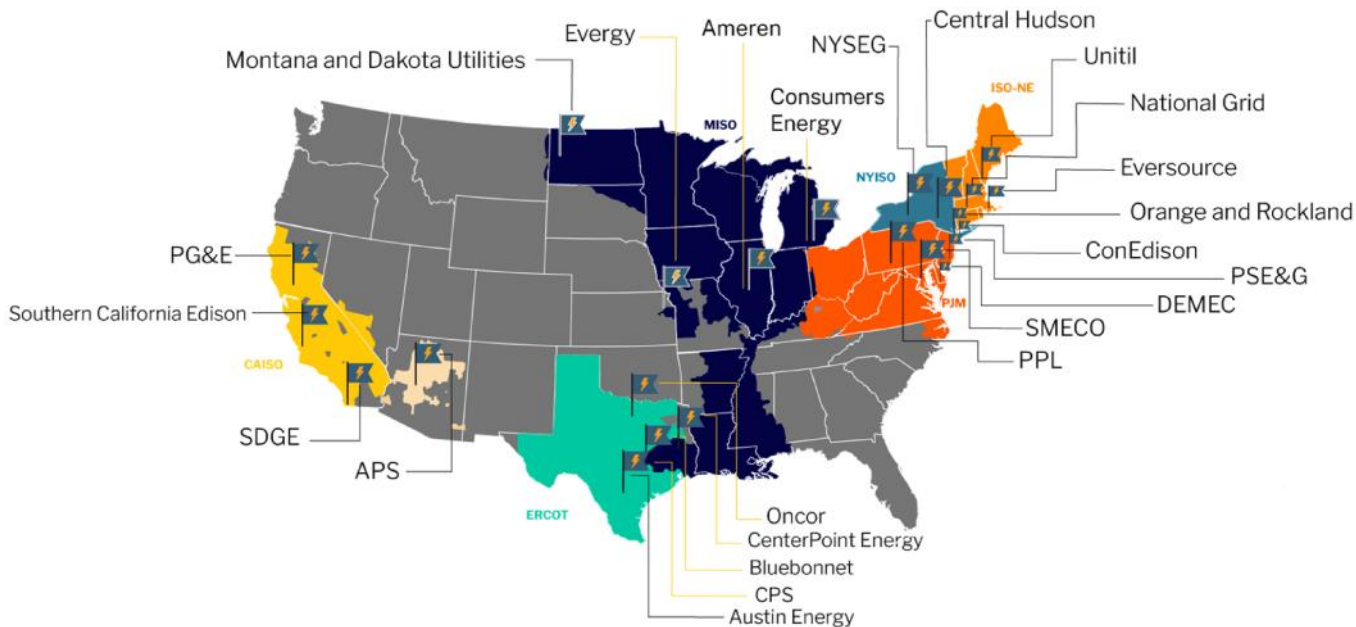 Central Hudson
Ameren
Evergy
NYSEG
Unitil
Montana and Dakota Utilities
ISO-NE
National Grid
Consumers
Energy
MISO
Eversource
NYISO
Orange and Rockland
PG&E
ConEdison
PSE&G
DEMEC
PJM
Southern California Edison
SMECO
PPL
CAISO
SDGE
APS
ERCOT
Oncor
CenterPoint Energy
Bluebonnet
CPS
Austin Energy